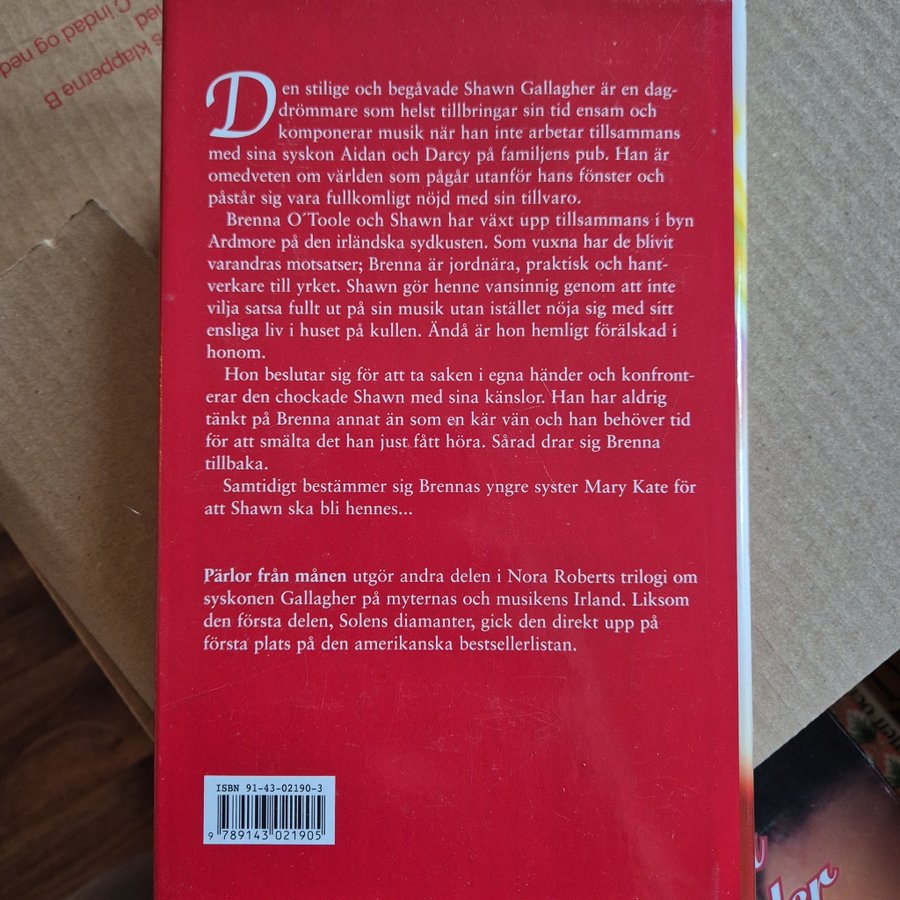 s klapperne B
C indad og ned
ned
Den stilige och begåvade Shawn Gallagher är en dag-
drömmare som helst tillbringar sin tid ensam och
komponerar musik när han inte arbetar tillsammans
med sina syskon Aidan och Darcy på familjens pub. Han är
omedveten om världen som pågår utanför hans fönster och
påstår sig vara fullkomligt nöjd med sin tillvaro.
Brenna O´Toole och Shawn har växt upp tillsammans i byn
Ardmore på den irländska sydkusten. Som vuxna har de blivit
varandras motsatser; Brenna är jordnära, praktisk och hant-
verkare till yrket. Shawn gör henne vansinnig genom att inte
vilja satsa fullt ut på sin musik utan istället nöja sig med sitt
ensliga liv i huset på kullen. Ändå är hon hemligt förälskad i
honom.
Hon beslutar sig för att ta saken i egna händer och konfront-
erar den chockade Shawn med sina känslor. Han har aldrig
tänkt på Brenna annat än som en kär vän och han behöver tid
för att smälta det han just fått höra. Sårad drar sig Brenna
tillbaka.
Samtidigt bestämmer sig Brennas yngre syster Mary Kate för
att Shawn ska bli hennes...
Pärlor från månen utgör andra delen i Nora Roberts trilogi om
syskonen Gallagher på myternas och musikens Irland. Liksom
den första delen, Solens diamanter, gick den direkt upp på
första plats på den amerikanska bestsellerlistan.
ISBN 91-43-02190-3
9 789143 021905